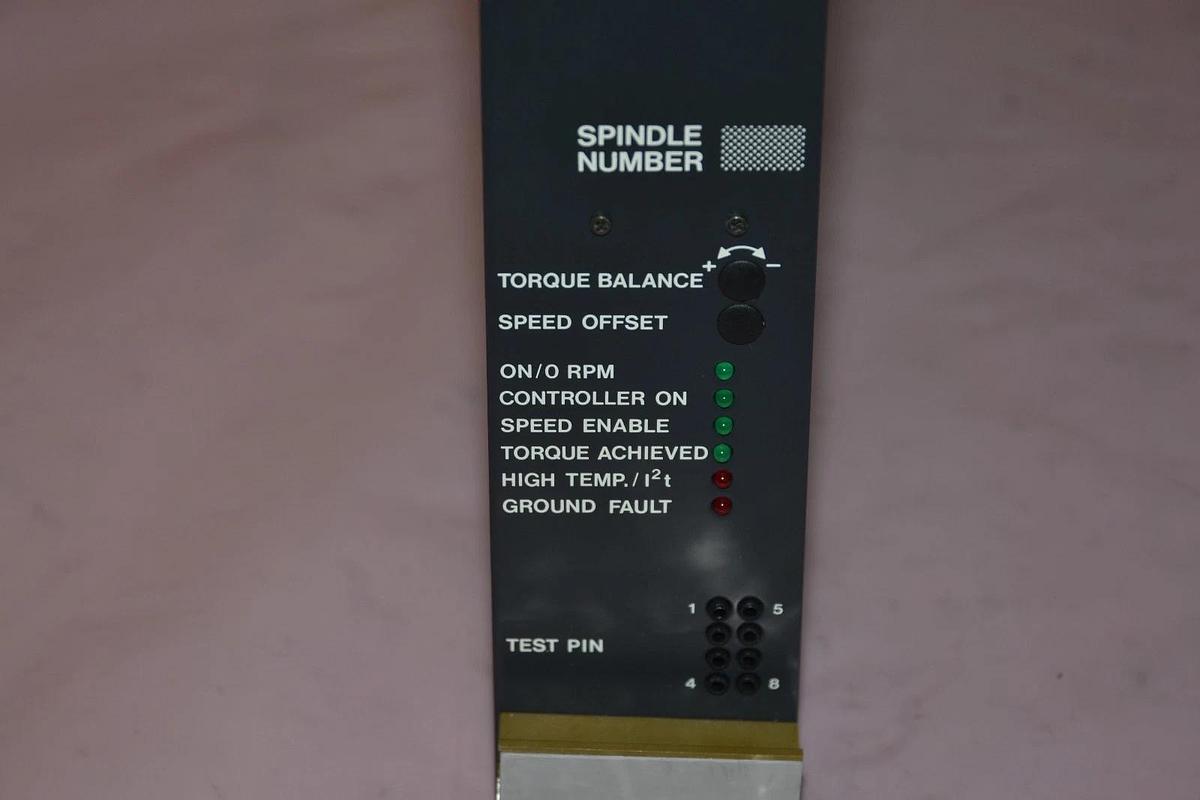 SPINDLE
NUMBER
+ −
TORQUE BALANCE
SPEED OFFSET
ON/0 RPM
CONTROLLER ON
SPEED ENABLE
TORQUE ACHIEVED
HIGH TEMP./I²t
GROUND FAULT
1 5
TEST PIN
4 8